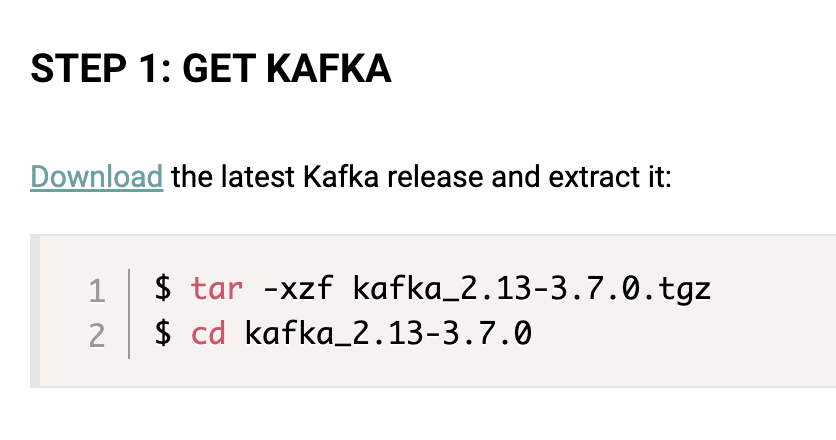 STEP 1: GET KAFKA
Download the latest Kafka release and extract it:
1 $ tar -xzf kafka_2.13-3.7.0.tgz
2 $ cd kafka_2.13-3.7.0